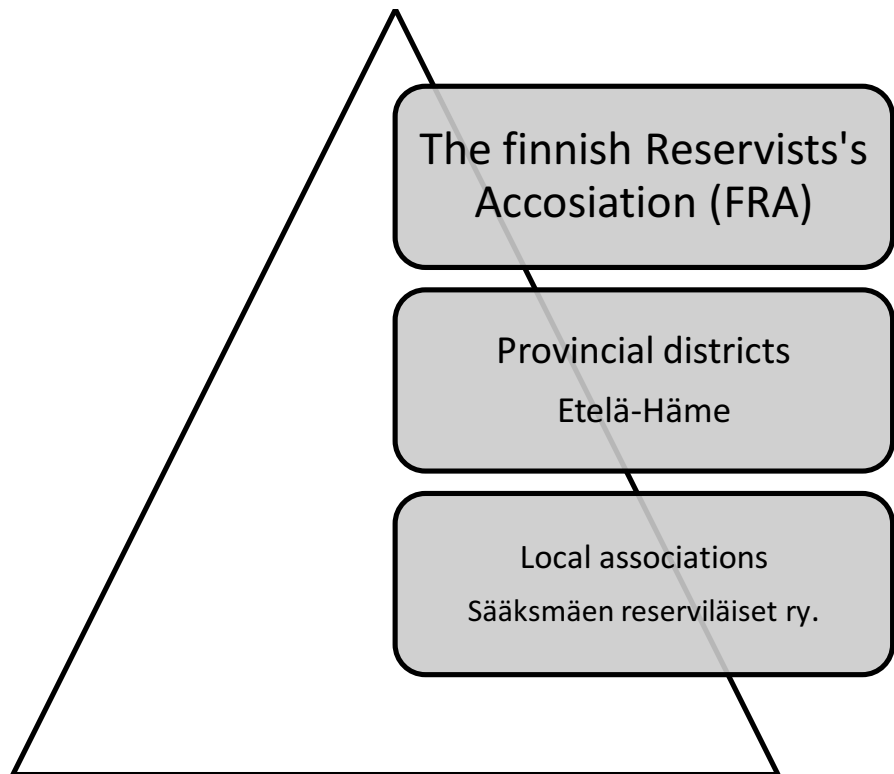 The finnish Reservists's
Accosiation (FRA)
Provincial districts
Etelä-Häme
Local associations
Sääksmäen reserviläiset ry.